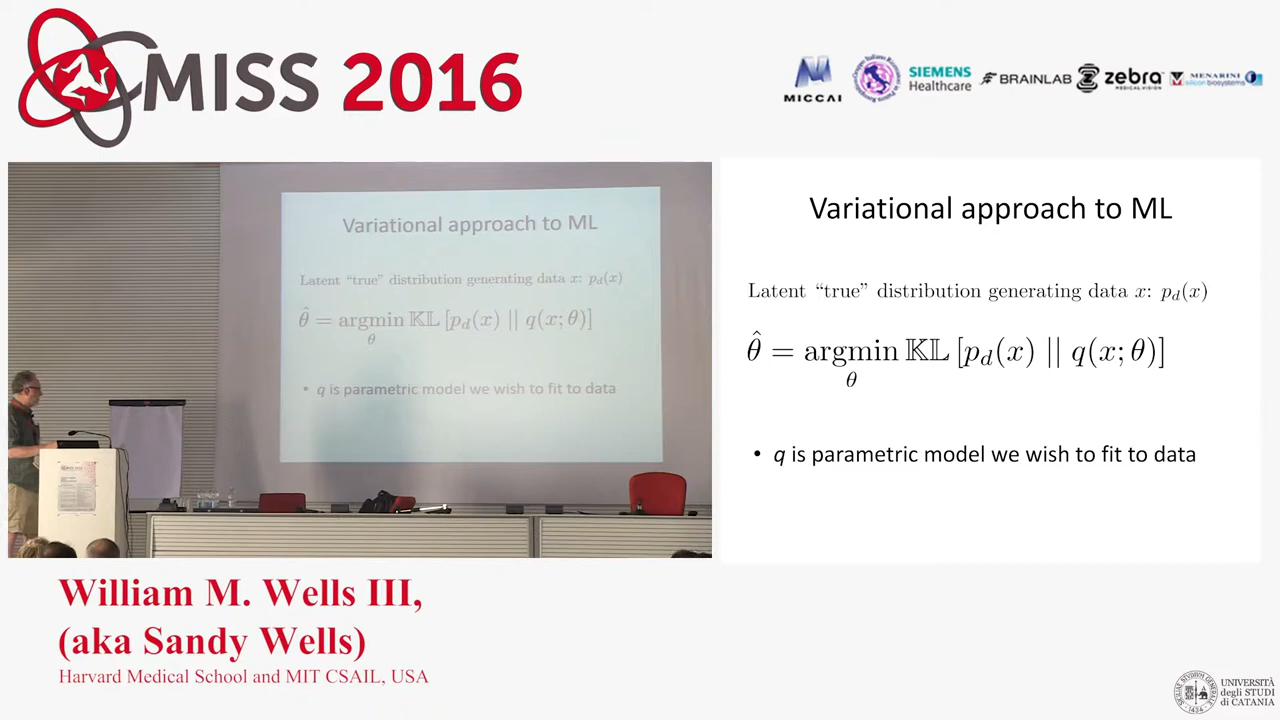 MISS 2016
MICCAI
SIEMENS
Healthcare
BRAINLAB
zebra
MEDICAL VISION
MENARINI
silicon biosystems
Variational approach to ML
Latent “true” distribution generating data x: p_d(x)
θ̂ = argmin_θ 𝕂𝕃 [p_d(x) || q(x; θ)]
• q is parametric model we wish to fit to data
Variational approach to ML
Latent “true” distribution generating data x: p_d(x)
θ̂ = argmin_θ 𝕂𝕃 [p_d(x) || q(x; θ)]
• q is parametric model we wish to fit to data
William M. Wells III,
(aka Sandy Wells)
Harvard Medical School and MIT CSAIL, USA
UNIVERSITÀ
degli STUDI
di CATANIA
1434